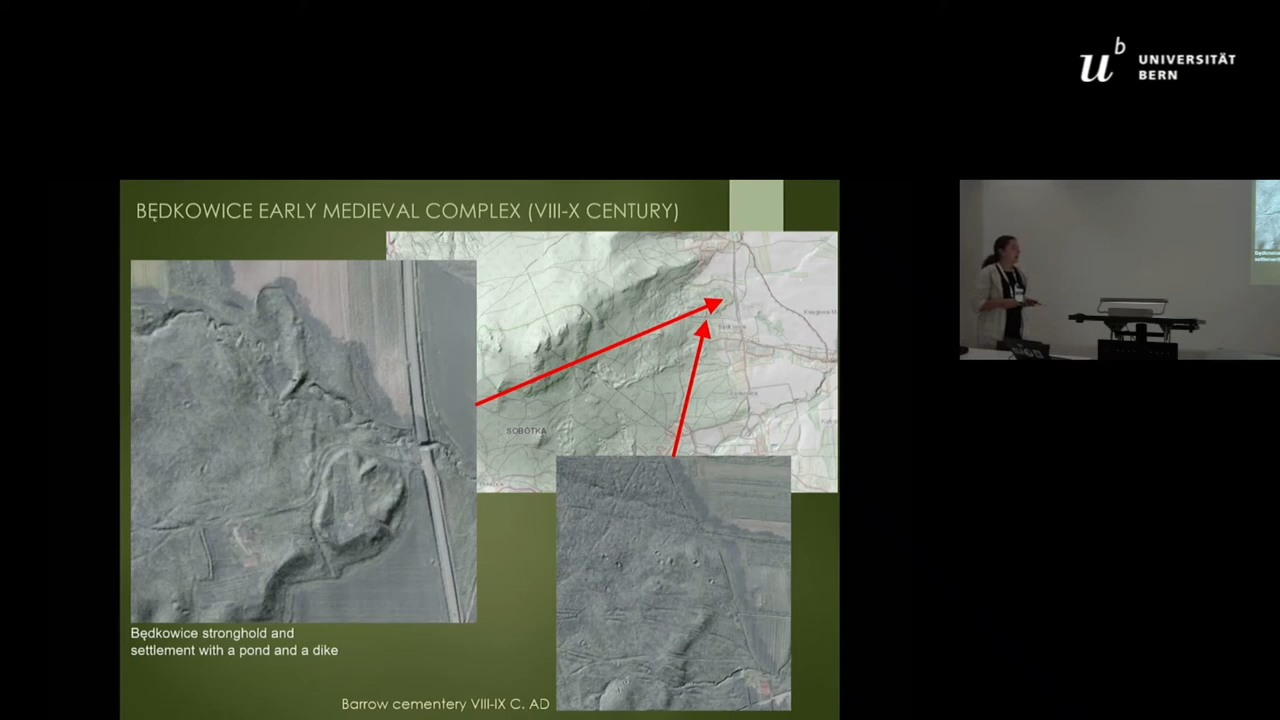 u^b
UNIVERSITÄT
BERN
BĘDKOWICE EARLY MEDIEVAL COMPLEX (VIII-X CENTURY)
SOBÓTKA
Będkowice stronghold and
settlement with a pond and a dike
Barrow cementery VIII-IX C. AD